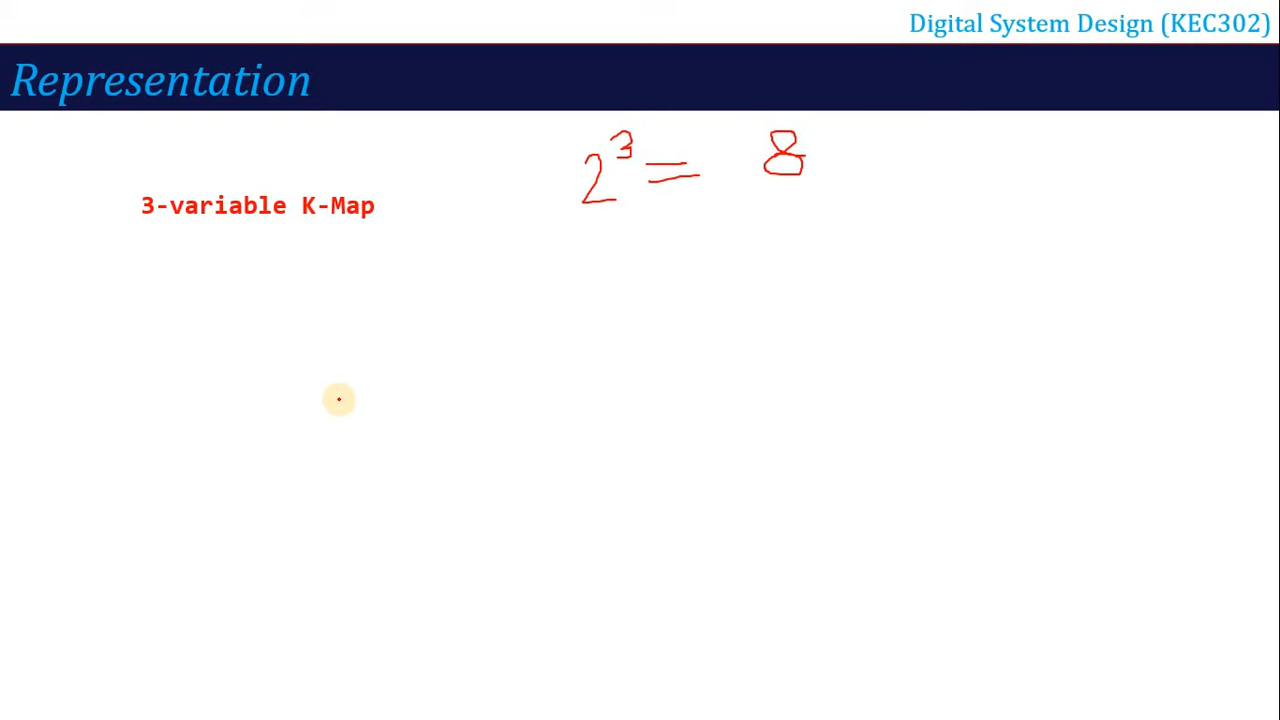 Digital System Design (KEC302)
Representation
2³ = 8
3-variable K-Map